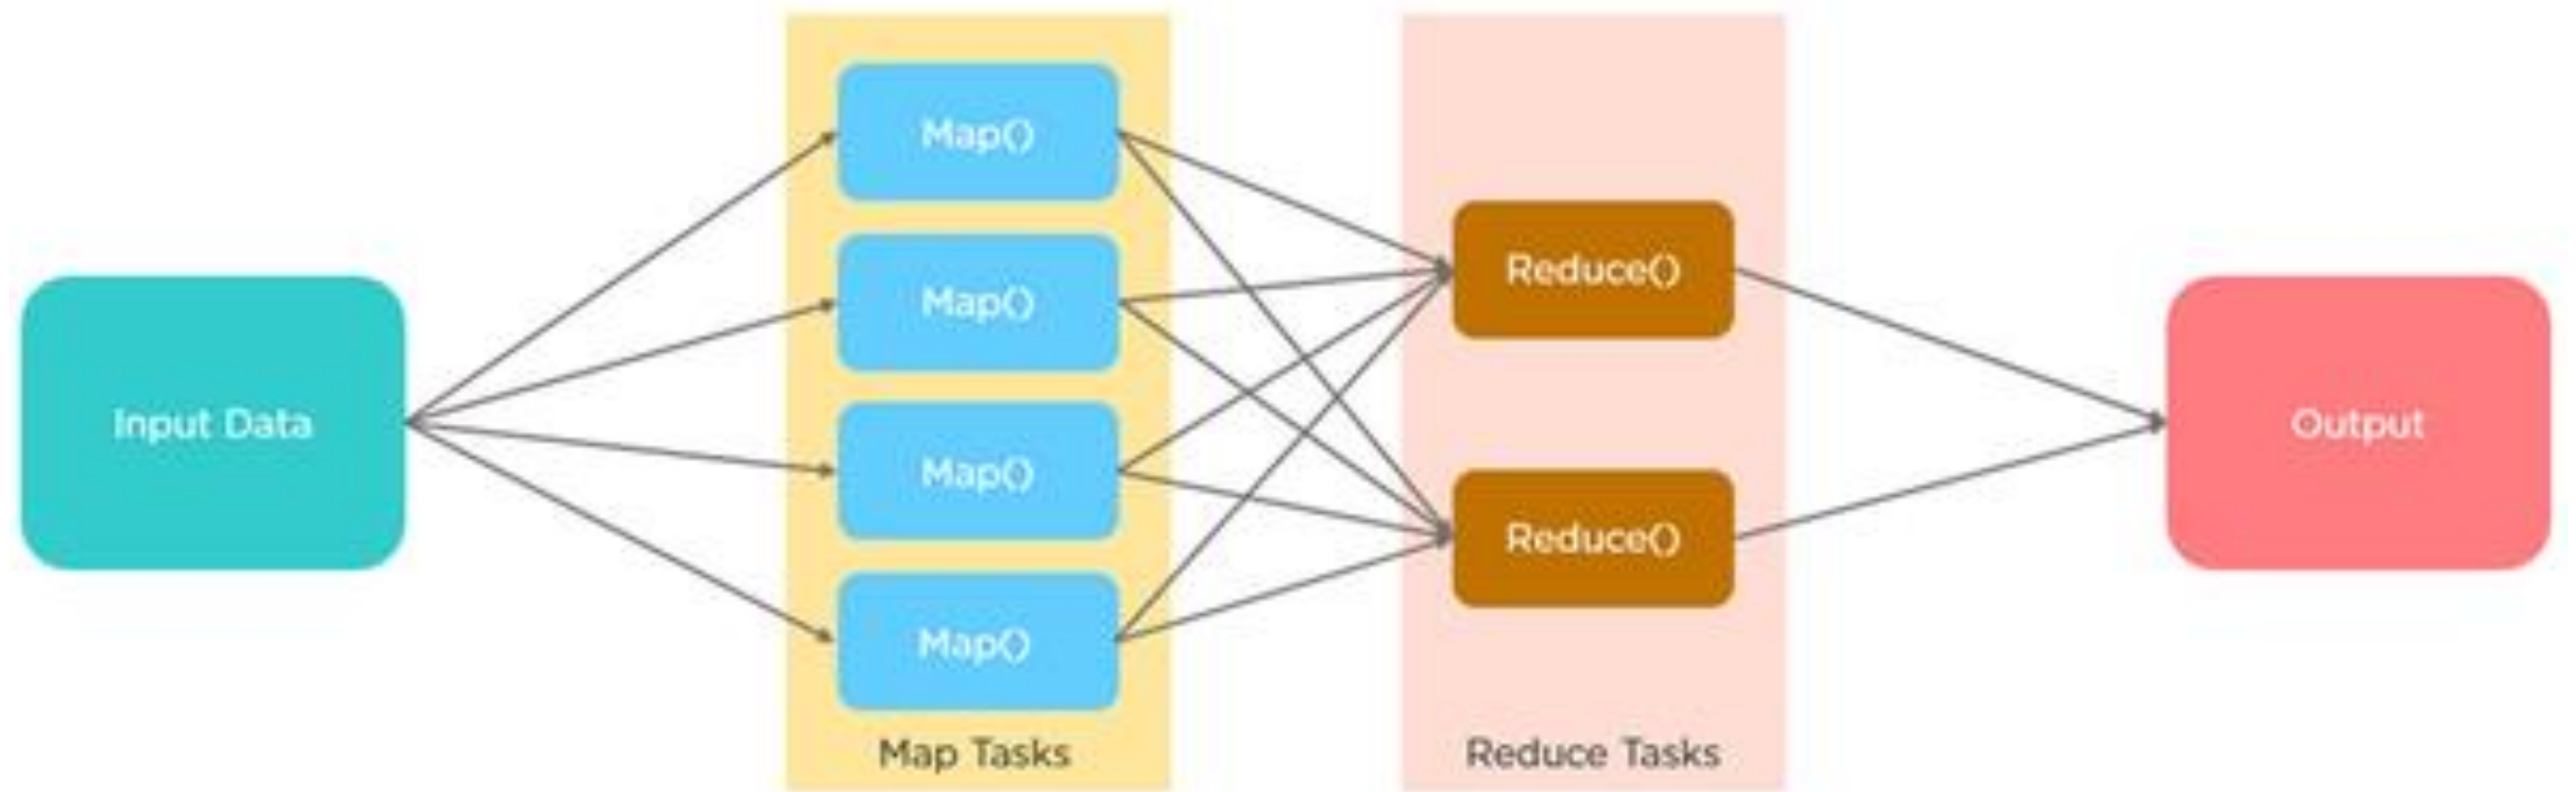 Input Data
Map()
Map()
Map()
Map()
Map Tasks
Reduce()
Reduce()
Reduce Tasks
Output